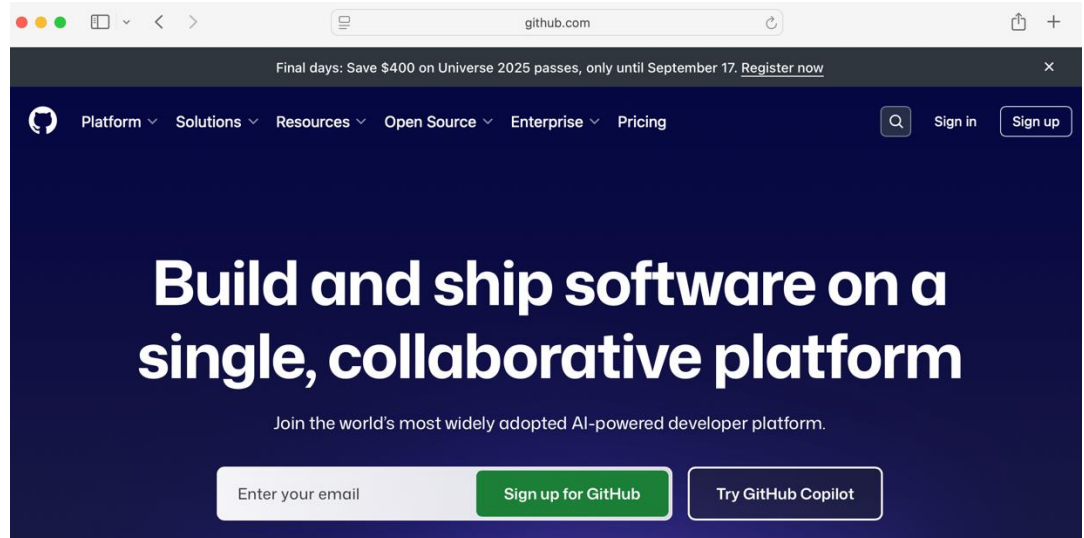 github.com
Final days: Save $400 on Universe 2025 passes, only until September 17. Register now
Platform Solutions Resources Open Source Enterprise Pricing Sign in Sign up
Build and ship software on a
single, collaborative platform
Join the world's most widely adopted AI-powered developer platform.
Enter your email Sign up for GitHub Try GitHub Copilot